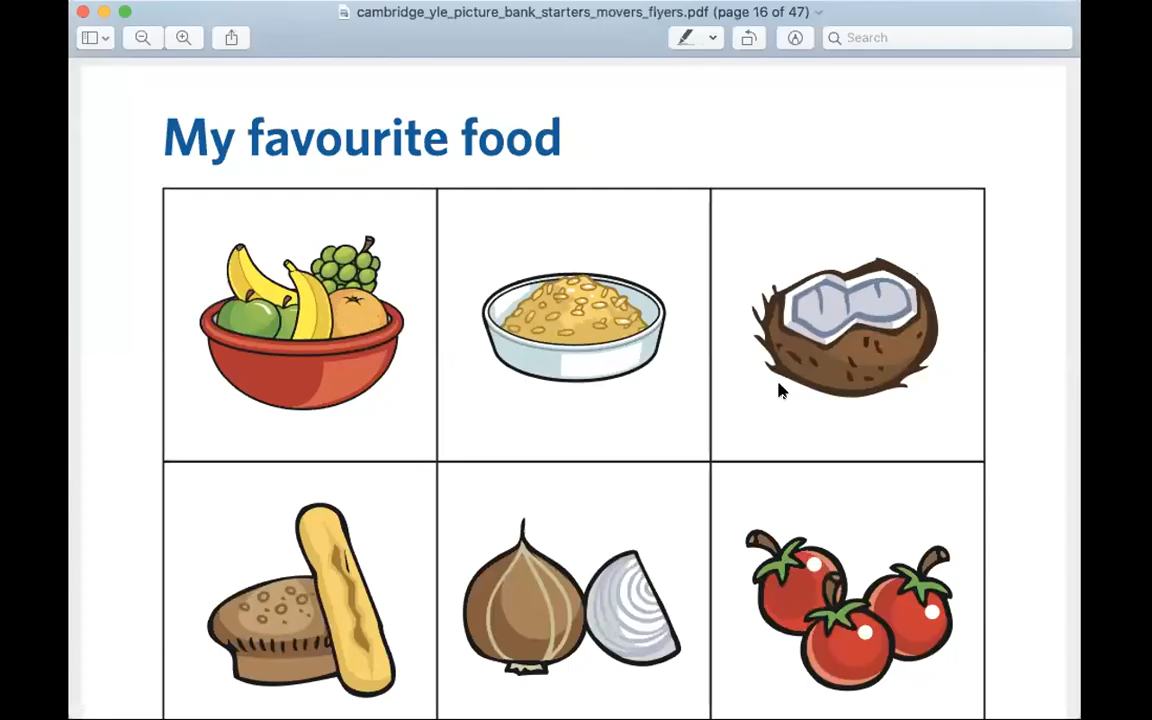 cambridge_yle_picture_bank_starters_movers_flyers.pdf (page 16 of 47)
Search
My favourite food